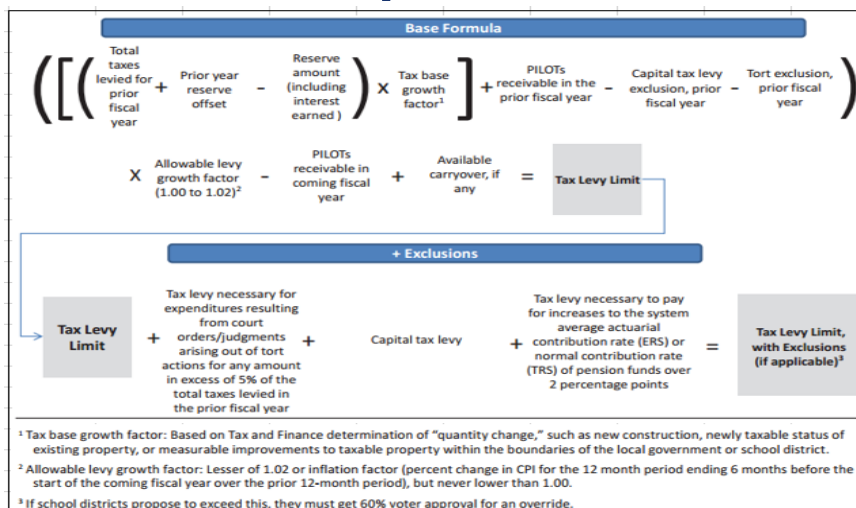 Base Formula
( [ ( Total taxes levied for prior fiscal year + Prior year reserve offset - Reserve amount (including interest earned ) ) X Tax base growth factor¹ ] + PILOTs receivable in the prior fiscal year - Capital tax levy exclusion, prior fiscal year - Tort exclusion, prior fiscal year )
X Allowable levy growth factor (1.00 to 1.02)² - PILOTs receivable in coming fiscal year + Available carryover, if any = Tax Levy Limit
+ Exclusions
Tax Levy Limit + Tax levy necessary for expenditures resulting from court orders/judgments arising out of tort actions for any amount in excess of 5% of the total taxes levied in the prior fiscal year + Capital tax levy + Tax levy necessary to pay for increases to the system average actuarial contribution rate (ERS) or normal contribution rate (TRS) of pension funds over 2 percentage points = Tax Levy Limit, with Exclusions (if applicable)³
¹ Tax base growth factor: Based on Tax and Finance determination of "quantity change," such as new construction, newly taxable status of
existing property, or measurable improvements to taxable property within the boundaries of the local government or school district.
² Allowable levy growth factor: Lesser of 1.02 or inflation factor (percent change in CPI for the 12 month period ending 6 months before the
start of the coming fiscal year over the prior 12-month period), but never lower than 1.00.
³ If school districts propose to exceed this, they must get 60% voter approval for an override.